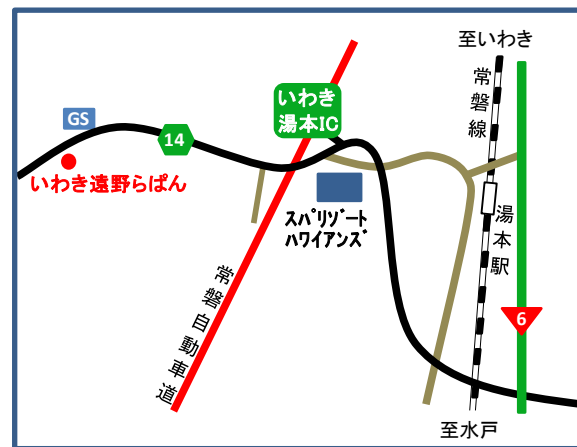 至いわき
常磐線
いわき
湯本IC
GS
14
いわき遠野らぱん
スパリゾート
ハワイアンズ
湯本駅
常磐自動車道
6
至水戸